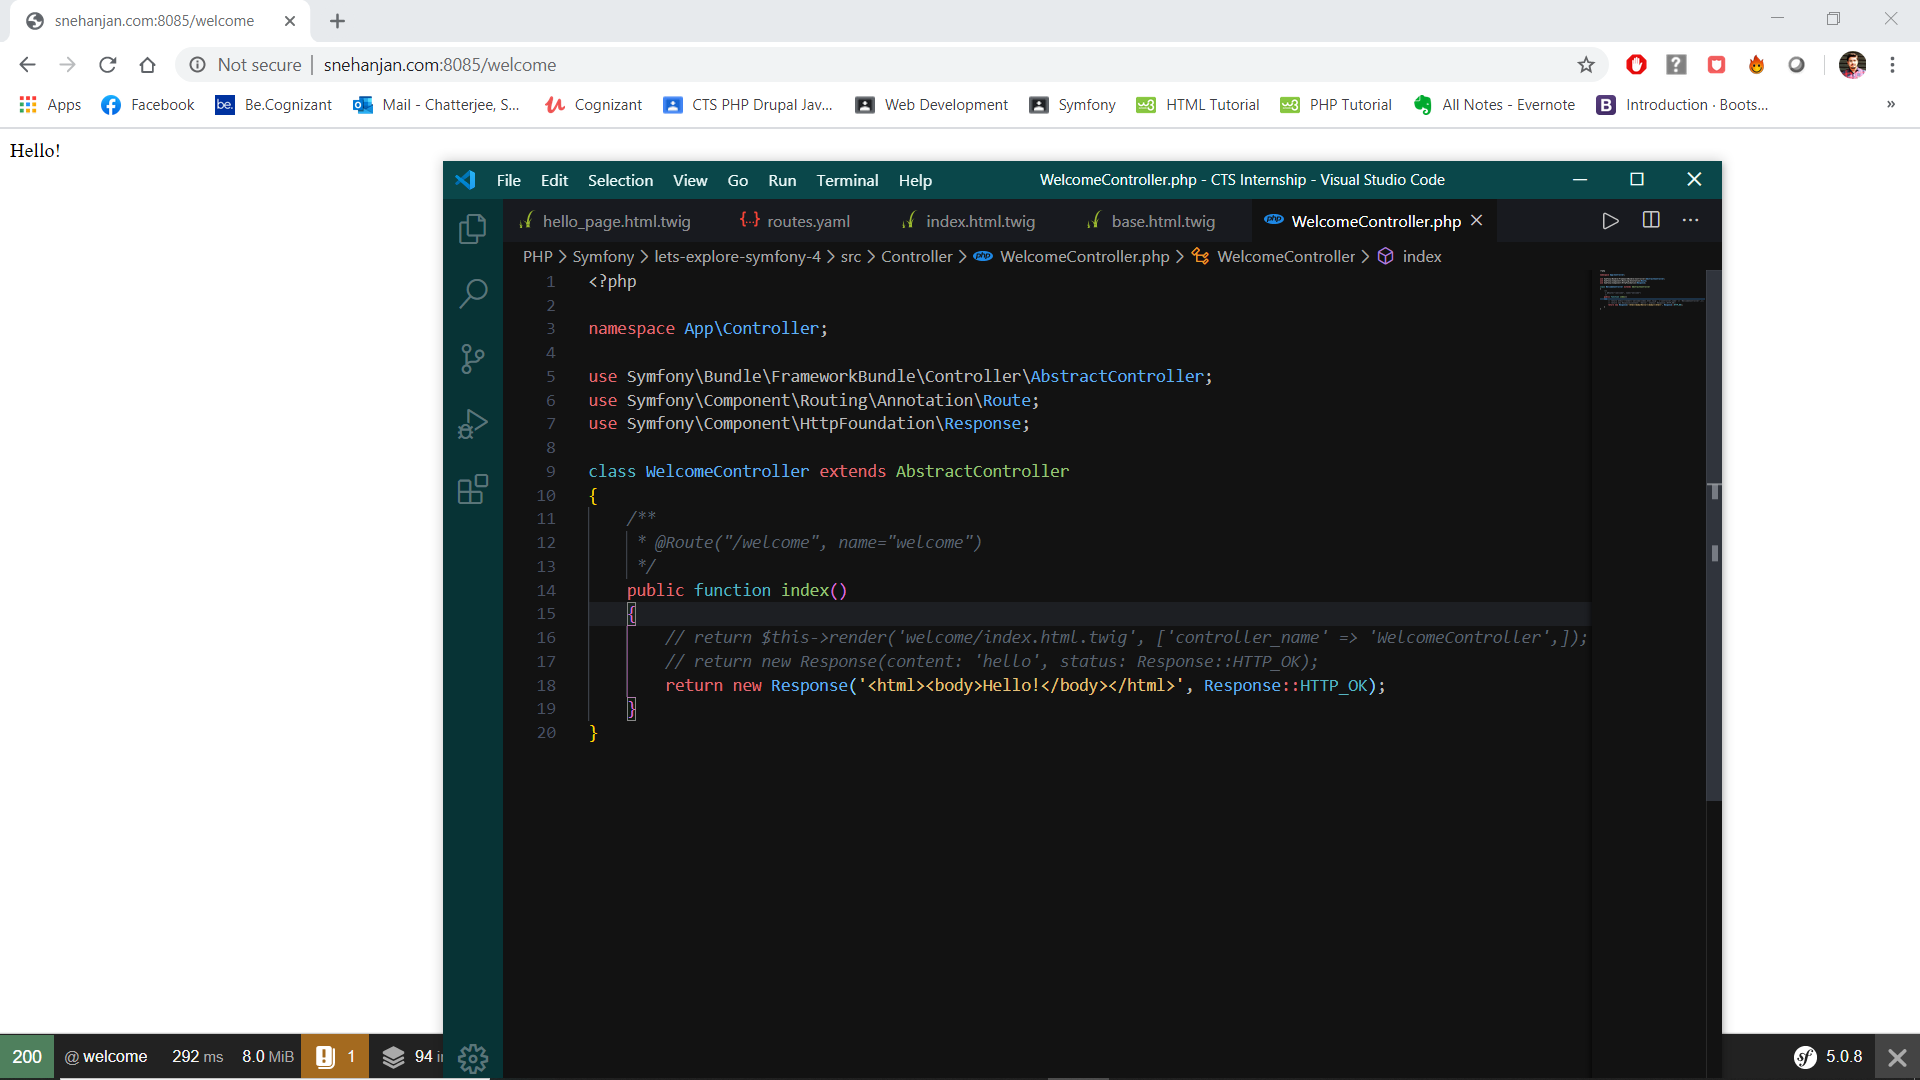 snehanjan.com:8085/welcome
Not secure | snehanjan.com:8085/welcome
Apps Facebook be. Be.Cognizant Mail - Chatterjee, S... Cognizant CTS PHP Drupal Jav... Web Development Symfony w3 HTML Tutorial w3 PHP Tutorial All Notes - Evernote B Introduction · Boots... »
Hello!
File Edit Selection View Go Run Terminal Help WelcomeController.php - CTS Internship - Visual Studio Code
hello_page.html.twig {..} routes.yaml index.html.twig base.html.twig php WelcomeController.php
PHP > Symfony > lets-explore-symfony-4 > src > Controller > php WelcomeController.php > WelcomeController > index
1 <?php
2
3 namespace App\Controller;
4
5 use Symfony\Bundle\FrameworkBundle\Controller\AbstractController;
6 use Symfony\Component\Routing\Annotation\Route;
7 use Symfony\Component\HttpFoundation\Response;
8
9 class WelcomeController extends AbstractController
10 {
11 /**
12 * @Route("/welcome", name="welcome")
13 */
14 public function index()
15 {
16 // return $this->render('welcome/index.html.twig', ['controller_name' => 'WelcomeController',]);
17 // return new Response(content: 'hello', status: Response::HTTP_OK);
18 return new Response('<html><body>Hello!</body></html>', Response::HTTP_OK);
19 }
20 }
200 @ welcome 292 ms 8.0 MiB 1 94 sf 5.0.8